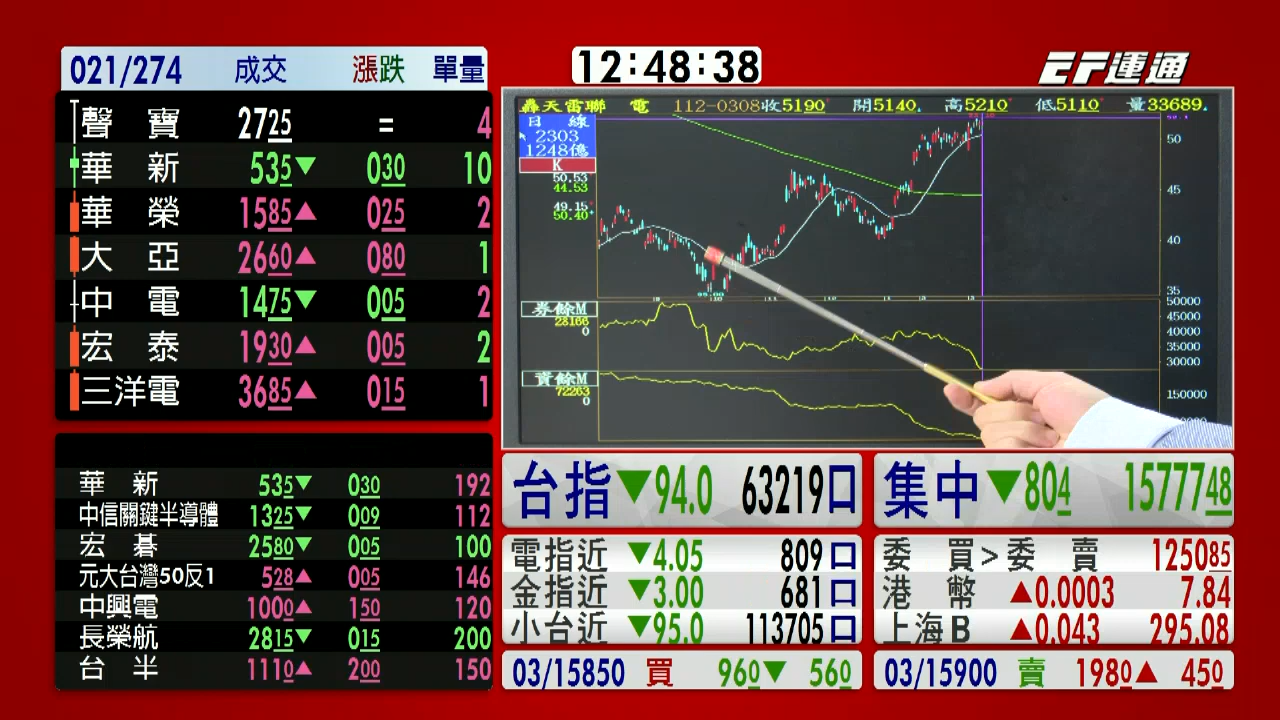 021/274 成交 漲跌 單量
聲寶 2725 = 4
華新 535▼ 030 10
華榮 1585▲ 025 2
大亞 2660▲ 080 1
中電 1475▼ 005 2
宏泰 1930▲ 005 2
三洋電 3685▲ 015 1
華新 535▼ 030 192
中信關鍵半導體 1325▼ 009 112
宏碁 2580▼ 005 100
元大台灣50反1 528▲ 005 146
中興電 1000▲ 150 120
長榮航 2815▼ 015 200
台半 1110▲ 200 150
12:48:38
EF運通
轟天雷聯 電 112-0308收5190 開5140 高5210 低5110 量33689
日線
2303
1248億
K
50.53
44.53
49.15
50.40
50
45
40
35
券餘M
28166
0
50000
45000
40000
35000
30000
資餘M
72263
0
150000
台指▼94.0 63219口
電指近 ▼4.05 809口
金指近 ▼3.00 681口
小台近 ▼95.0 113705口
03/15850 買 960▼ 560
集中▼804 1577748
委買>委賣 125085
港幣 ▲0.0003 7.84
上海B ▲0.043 295.08
03/15900 賣 1980▲ 450